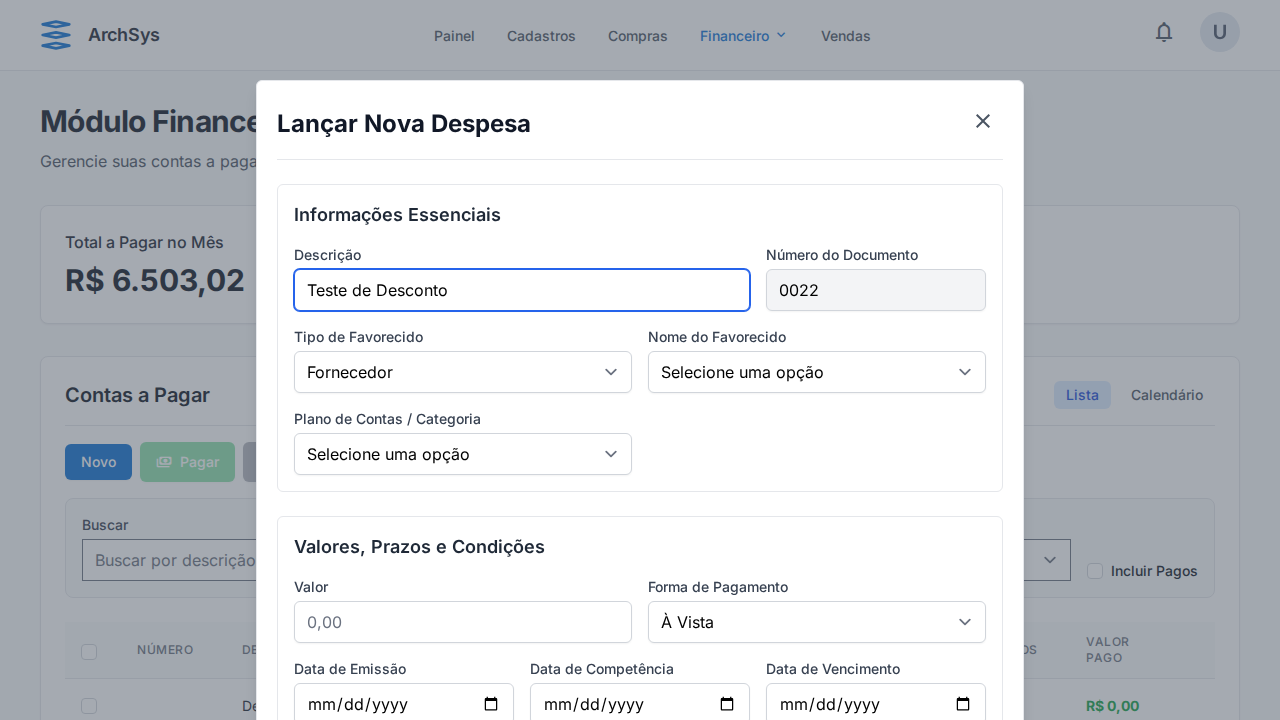 ArchSys
Painel
Cadastros
Compras
Financeiro
Vendas
U
Módulo Finance
Gerencie suas contas a paga
Total a Pagar no Mês
R$ 6.503,02
Contas a Pagar
Lista
Calendário
Novo
Pagar
Buscar
Buscar por descrição
Incluir Pagos
NÚMERO
DE
OS
VALOR
PAGO
De
R$ 0,00
Lançar Nova Despesa
Informações Essenciais
Descrição
Número do Documento
Teste de Desconto
0022
Tipo de Favorecido
Nome do Favorecido
Fornecedor
Selecione uma opção
Plano de Contas / Categoria
Selecione uma opção
Valores, Prazos e Condições
Valor
Forma de Pagamento
0,00
À Vista
Data de Emissão
Data de Competência
Data de Vencimento
mm/dd/yyyy
mm/dd/yyyy
mm/dd/yyyy